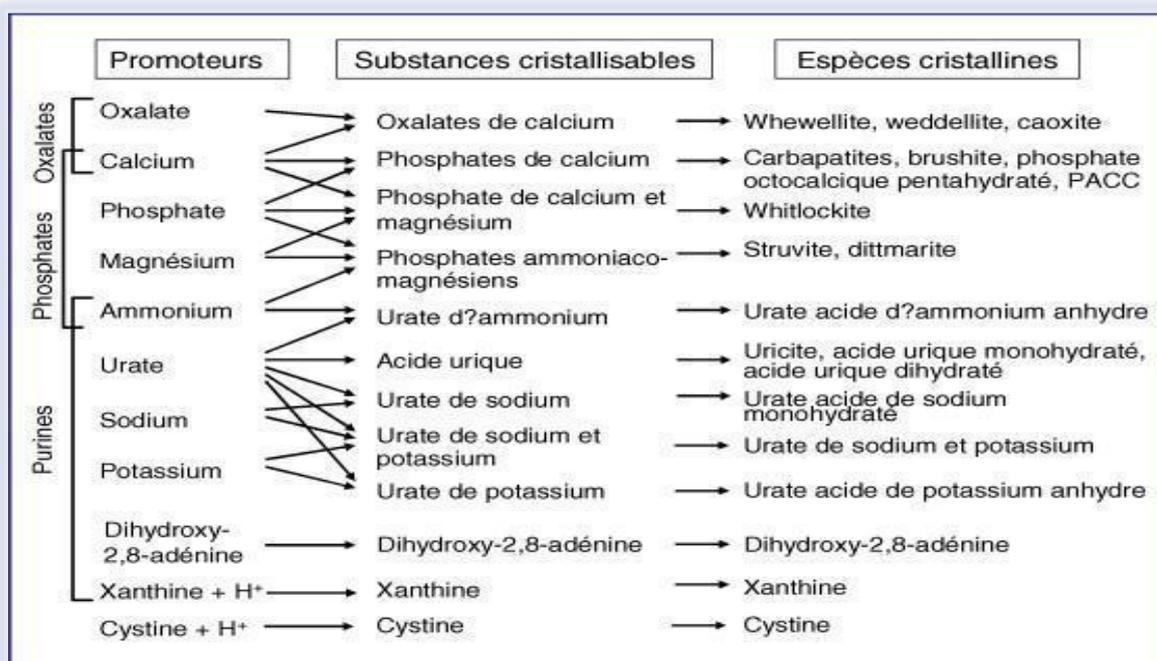 Promoteurs
Substances cristallisables
Espèces cristallines
Oxalates
Phosphates
Purines
Oxalate
Calcium
Phosphate
Magnésium
Ammonium
Urate
Sodium
Potassium
Dihydroxy-
2,8-adénine
Xanthine + H⁺
Cystine + H⁺
Oxalates de calcium
Phosphates de calcium
Phosphate de calcium et
magnésium
Phosphates ammoniaco-
magnésiens
Urate d?ammonium
Acide urique
Urate de sodium
Urate de sodium et
potassium
Urate de potassium
Dihydroxy-2,8-adénine
Xanthine
Cystine
Whewellite, weddellite, caoxite
Carbapatites, brushite, phosphate
octocalcique pentahydraté, PACC
Whitlockite
Struvite, dittmarite
Urate acide d?ammonium anhydre
Uricite, acide urique monohydraté,
acide urique dihydraté
Urate acide de sodium
monohydraté
Urate de sodium et potassium
Urate acide de potassium anhydre
Dihydroxy-2,8-adénine
Xanthine
Cystine